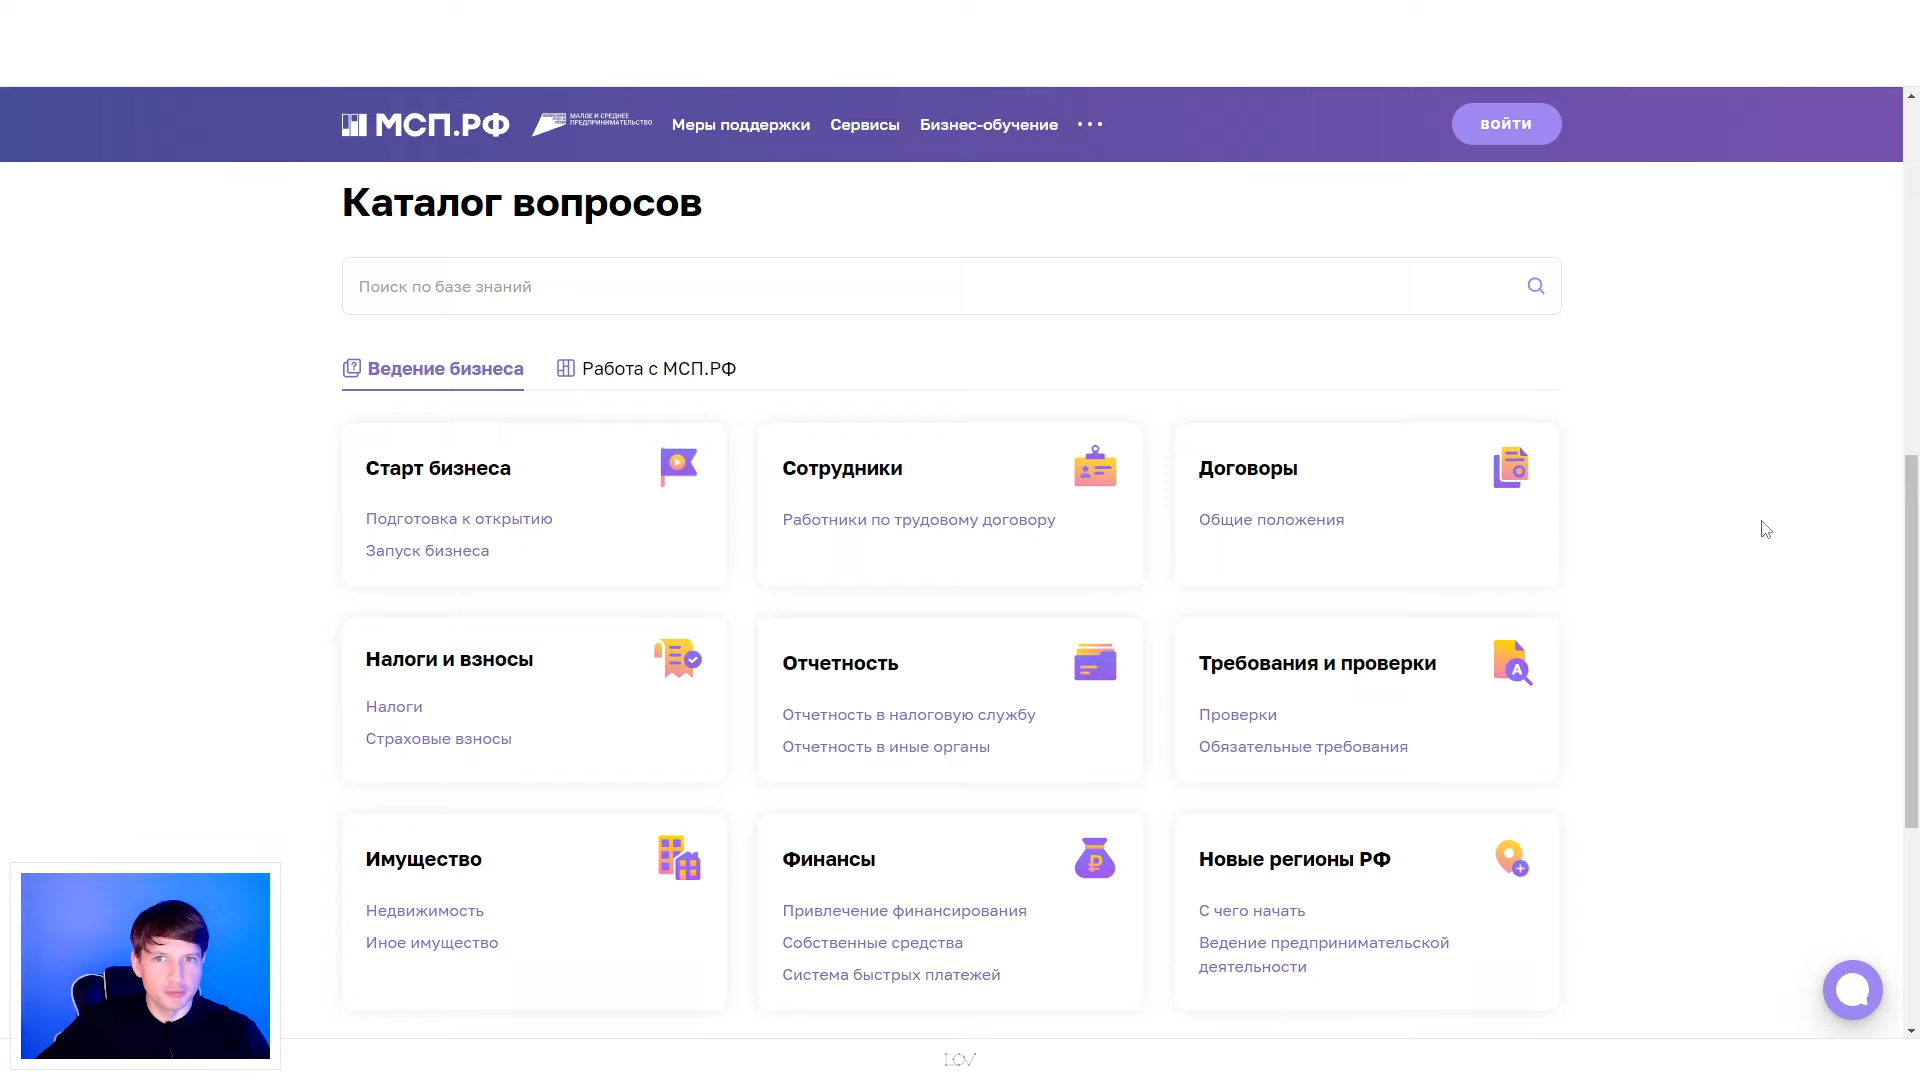 МСП.РФ
МАЛОЕ И СРЕДНЕЕ
ПРЕДПРИНИМАТЕЛЬСТВО
Меры поддержки
Сервисы
Бизнес-обучение
ВОЙТИ
Каталог вопросов
Поиск по базе знаний
Ведение бизнеса
Работа с МСП.РФ
Старт бизнеса
Подготовка к открытию
Запуск бизнеса
Сотрудники
Работники по трудовому договору
Договоры
Общие положения
Налоги и взносы
Налоги
Страховые взносы
Отчетность
Отчетность в налоговую службу
Отчетность в иные органы
Требования и проверки
Проверки
Обязательные требования
Имущество
Недвижимость
Иное имущество
Финансы
Привлечение финансирования
Собственные средства
Система быстрых платежей
Новые регионы РФ
С чего начать
Ведение предпринимательской
деятельности
LOV